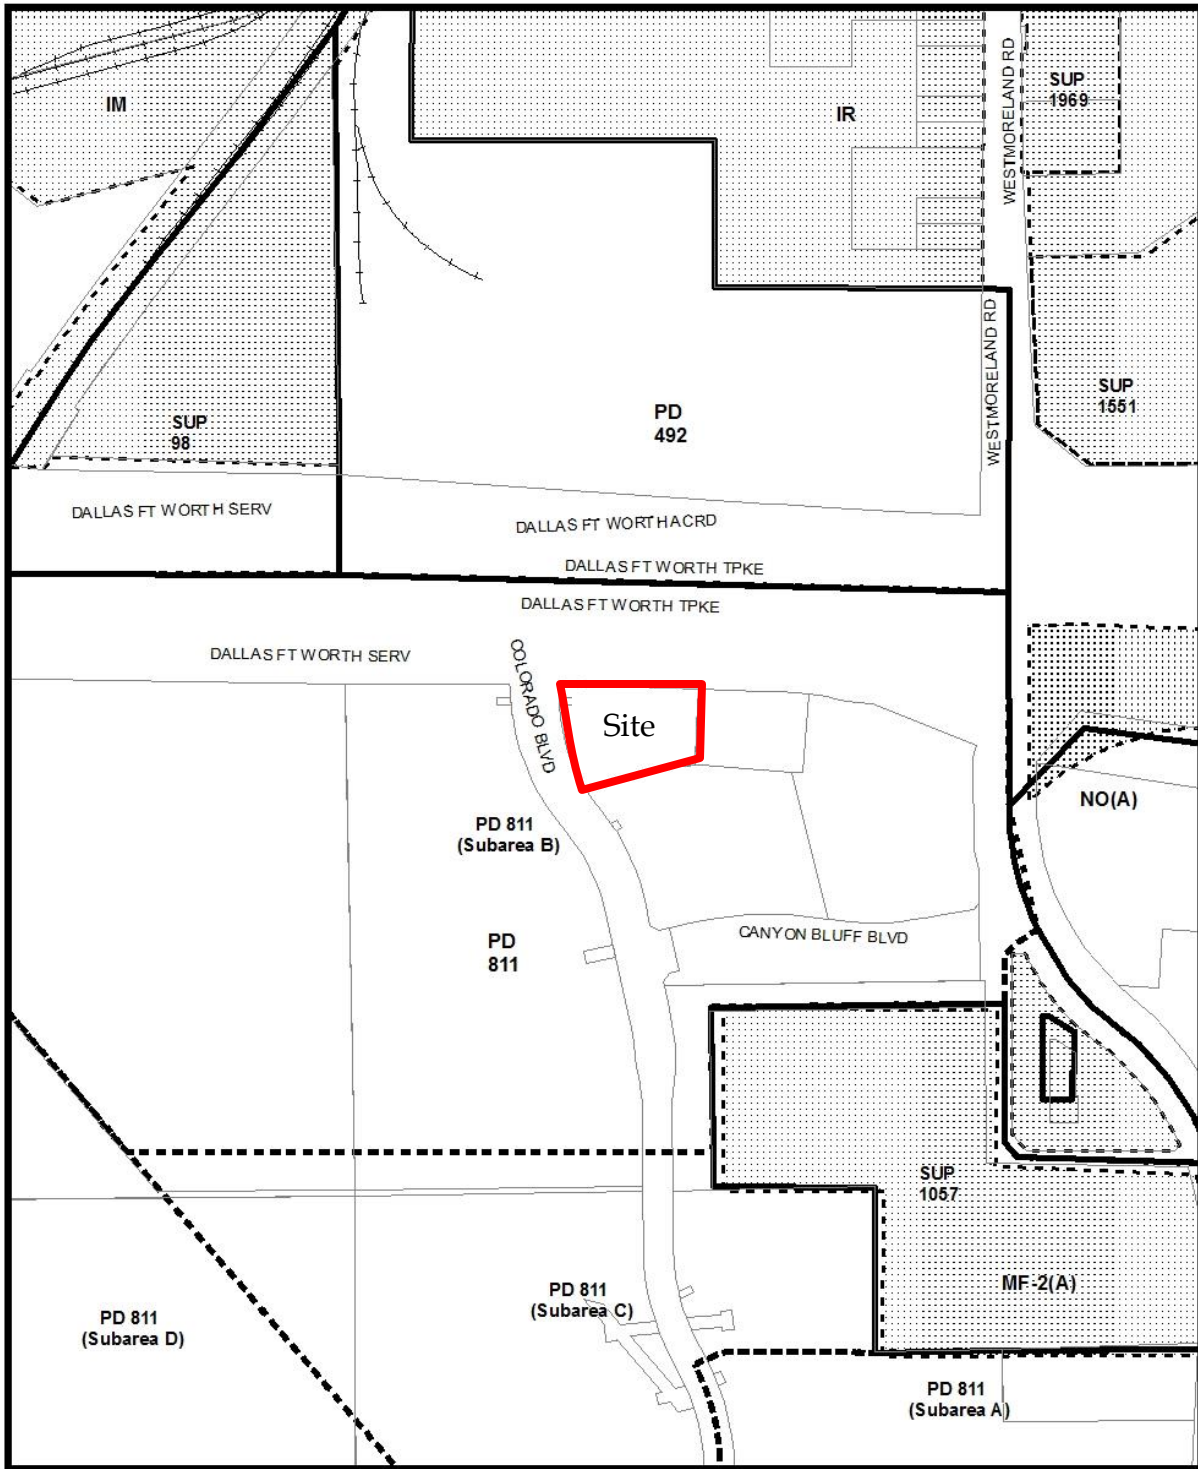 IM
IR
WESTMORELAND RD
SUP
1969
SUP
1551
WESTMORELAND RD
PD
492
SUP
98
DALLAS FT WORTH SERV
DALLAS FT WORTH ACRD
DALLAS FT WORTH TPKE
DALLAS FT WORTH TPKE
DALLAS FT WORTH SERV
COLORADO BLVD
Site
NO(A)
PD 811
(Subarea B)
CANYON BLUFF BLVD
PD
811
SUP
1057
MF-2(A)
PD 811
(Subarea C)
PD 811
(Subarea D)
PD 811
(Subarea A)